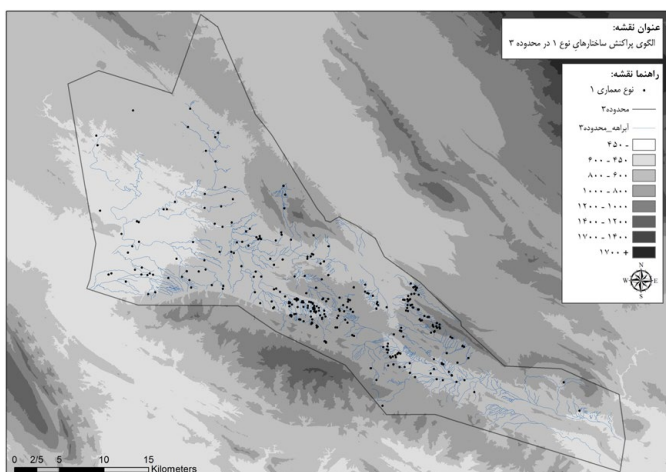 عنوان نقشه:
الگوی پراکنش ساختارهای نوع ۱ در محدوده ۳
راهنما نقشه:
نوع معماری ۱
محدوده۳
آبراهه_محدوده۳
۴۵۰ -
۶۰۰ - ۴۵۰
۸۰۰ - ۶۰۰
۱۰۰۰ - ۸۰۰
۱۲۰۰ - ۱۰۰۰
۱۴۰۰ - ۱۲۰۰
۱۷۰۰ - ۱۴۰۰
۱۷۰۰ +
N
W E
S
0 2/5 5 10 15
Kilometers